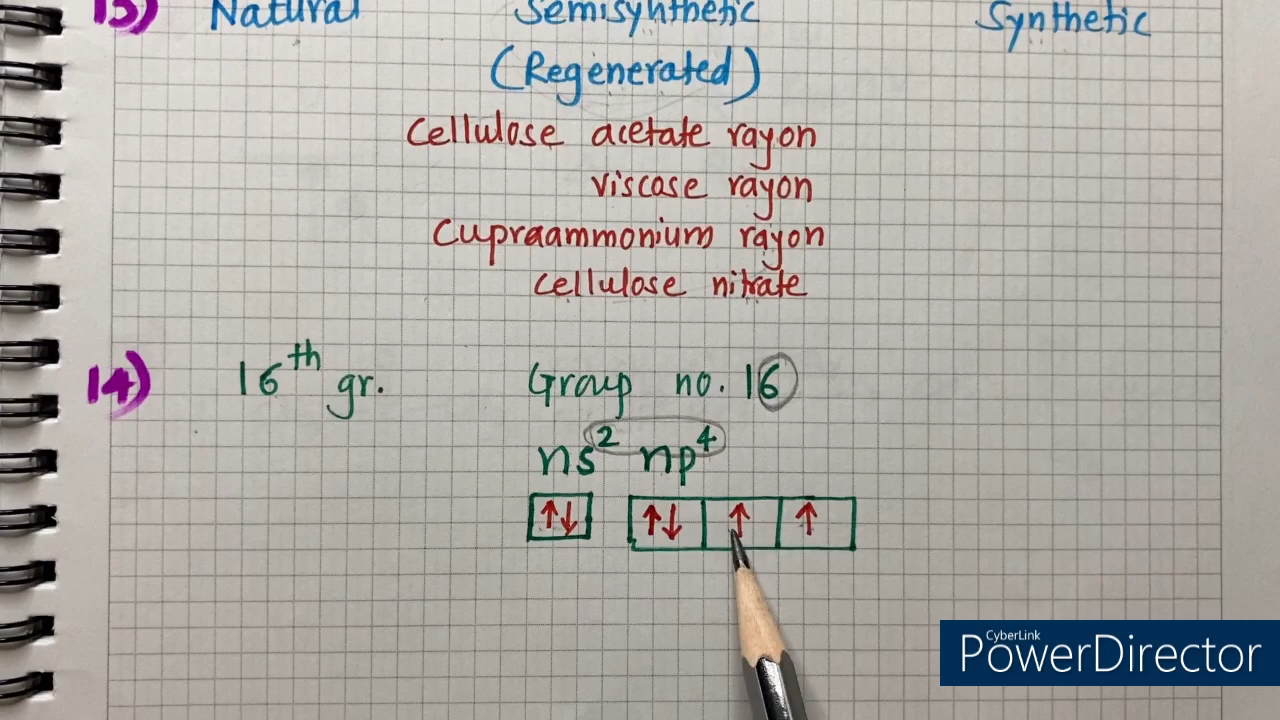 13) Natural Semisynthetic Synthetic
(Regenerated)
Cellulose acetate rayon
viscose rayon
Cupraammonium rayon
cellulose nitrate
14) 16th gr. Group no. 16
ns² np⁴
↑↓ ↑↓ ↑ ↑
CyberLink
PowerDirector